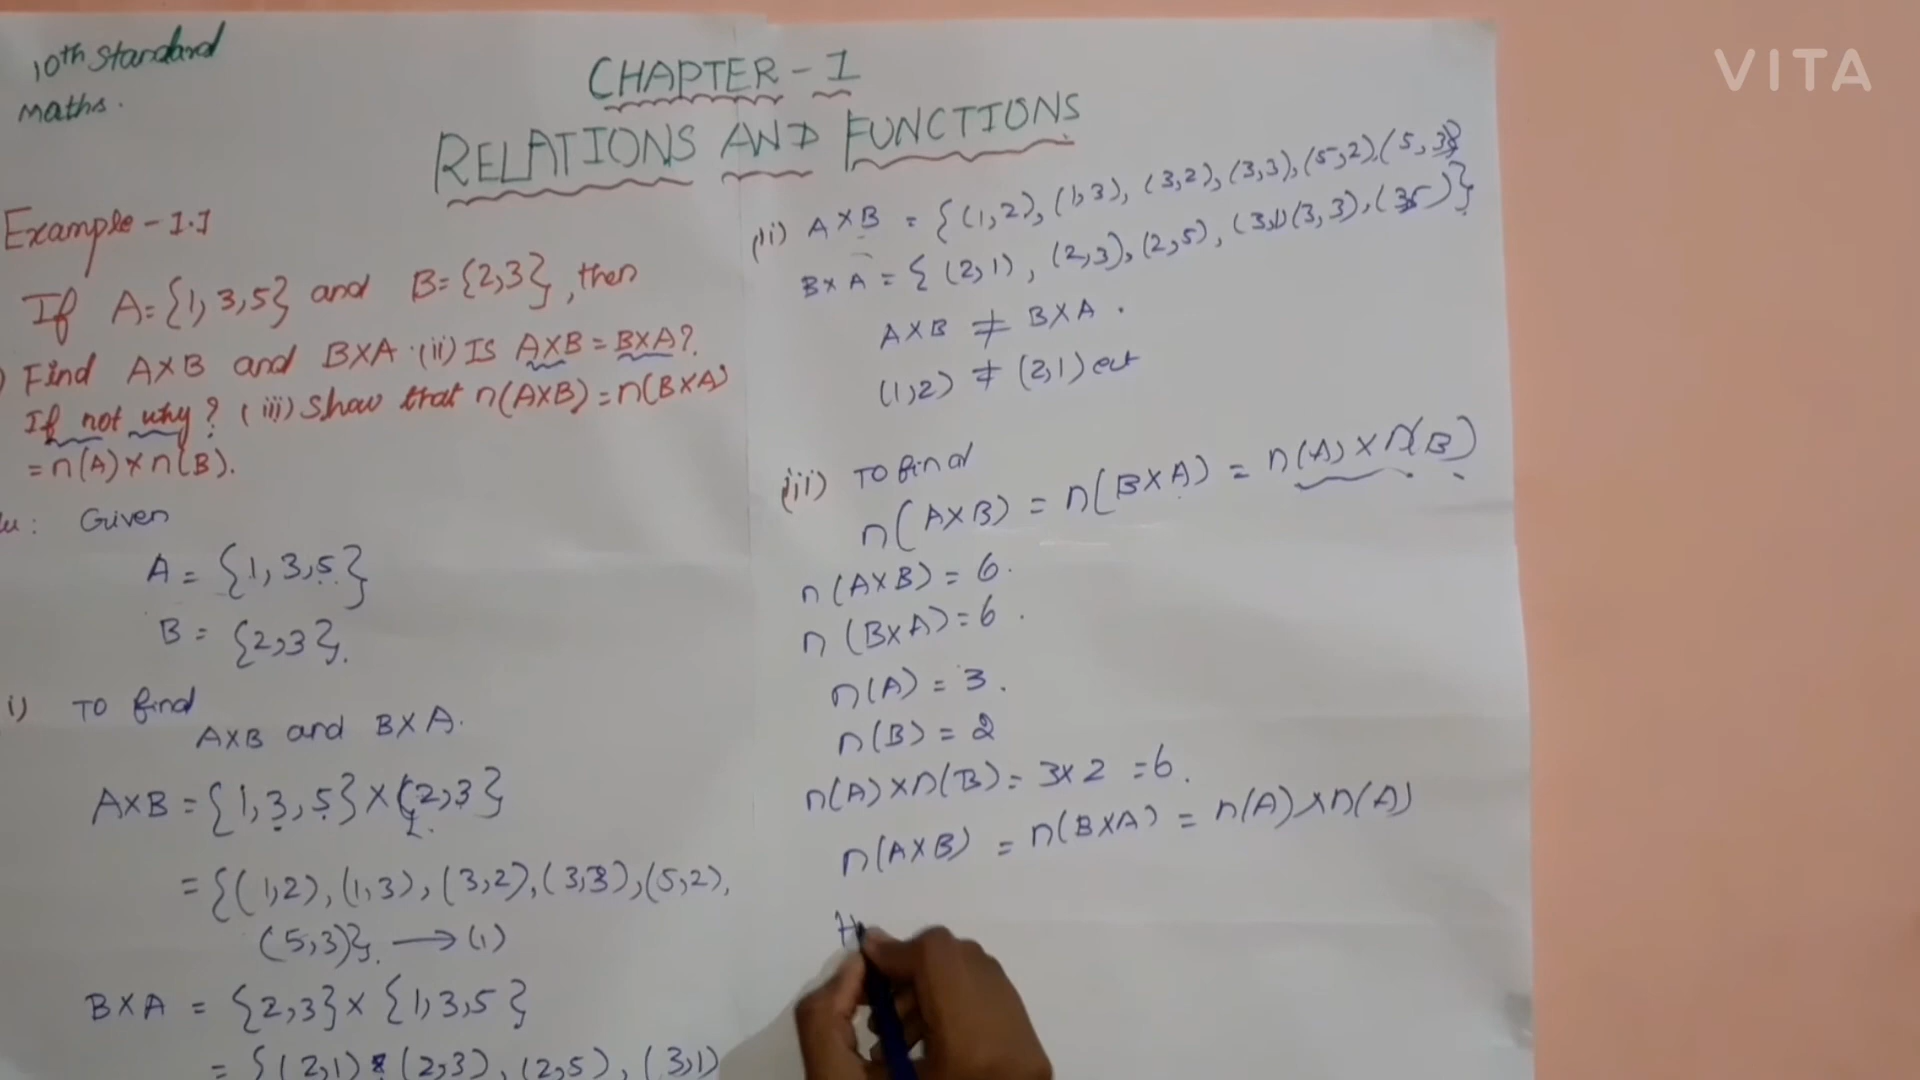 10th Standard
maths.
CHAPTER - 1
RELATIONS AND FUNCTIONS
Example - 1.1
If A = {1, 3, 5} and B = {2, 3}, then
) Find A×B and B×A. (ii) Is A×B = B×A?
If not why? (iii) Show that n(A×B) = n(B×A)
= n(A) × n(B).
Given
A = {1, 3, 5}
B = {2, 3}.
i) To find
A×B and B×A.
A×B = {1, 3, 5} × {2, 3}
= {(1,2), (1,3), (3,2), (3,3), (5,2),
(5,3)}. → (1)
B×A = {2,3} × {1, 3, 5}
= {(2,1), (2,3), (2,5), (3,1)
(ii) A×B = {(1,2), (1,3), (3,2), (3,3), (5,2), (5,3)}
B×A = {(2,1), (2,3), (2,5), (3,1)(3,3), (3,5)}
A×B ≠ B×A.
(1,2) ≠ (2,1) ect
(iii) To find
n(A×B) = n(B×A) = n(A) × n(B)
n(A×B) = 6.
n(B×A) = 6.
n(A) = 3.
n(B) = 2
n(A) × n(B) = 3×2 = 6.
n(A×B) = n(B×A) = n(A) × n(A)
H
VITA